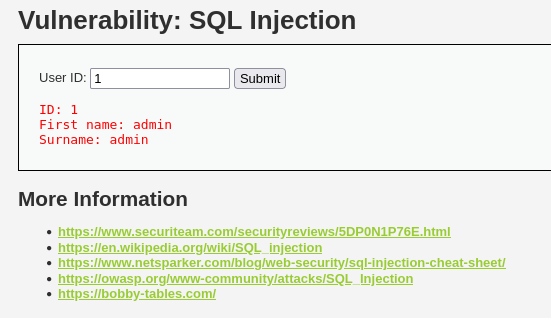 Vulnerability: SQL Injection
User ID: 1 Submit
ID: 1
First name: admin
Surname: admin
More Information
https://www.securiteam.com/securityreviews/5DP0N1P76E.html
https://en.wikipedia.org/wiki/SQL_injection
https://www.netsparker.com/blog/web-security/sql-injection-cheat-sheet/
https://owasp.org/www-community/attacks/SQL_Injection
https://bobby-tables.com/